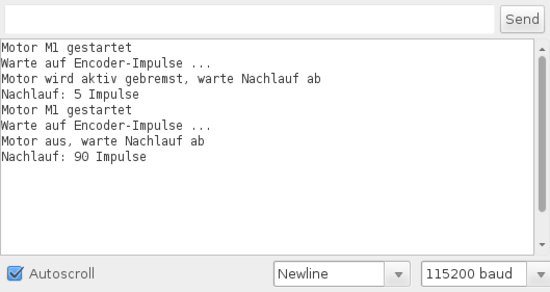 Send
Motor M1 gestartet
Warte auf Encoder-Impulse ...
Motor wird aktiv gebremst, warte Nachlauf ab
Nachlauf: 5 Impulse
Motor M1 gestartet
Warte auf Encoder-Impulse ...
Motor aus, warte Nachlauf ab
Nachlauf: 90 Impulse
Autoscroll
Newline
115200 baud